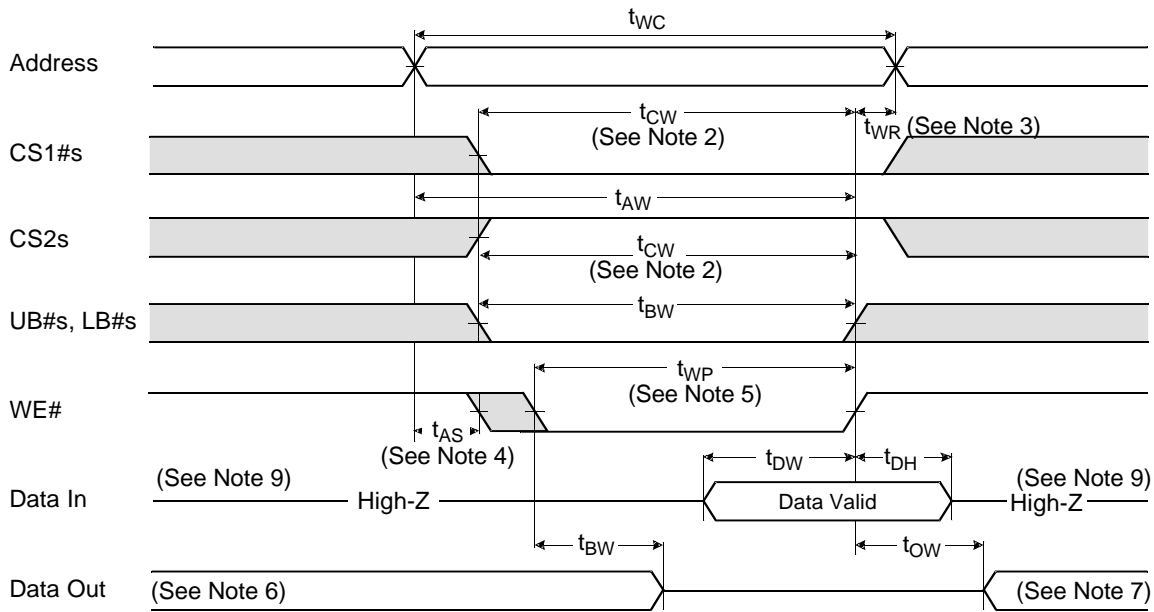 tWC
Address
tCW
(See Note 2)
tWR (See Note 3)
CS1#s
tAW
CS2s
tCW
(See Note 2)
tBW
UB#s, LB#s
tWP
(See Note 5)
WE#
tAS
(See Note 4)
tDW
tDH
(See Note 9)
(See Note 9)
Data In
High-Z
Data Valid
High-Z
tBW
tOW
Data Out
(See Note 6)
(See Note 7)